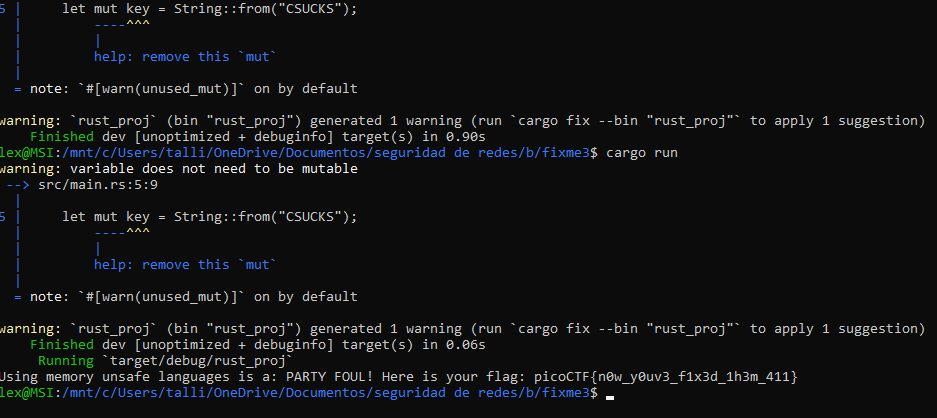 5 | let mut key = String::from("CSUCKS");
| ----^^^
| |
| help: remove this `mut`
|
= note: `#[warn(unused_mut)]` on by default
warning: `rust_proj` (bin "rust_proj") generated 1 warning (run `cargo fix --bin "rust_proj"` to apply 1 suggestion)
Finished dev [unoptimized + debuginfo] target(s) in 0.90s
lex@MSI:/mnt/c/Users/talli/OneDrive/Documentos/seguridad de redes/b/fixme3$ cargo run
warning: variable does not need to be mutable
--> src/main.rs:5:9
|
5 | let mut key = String::from("CSUCKS");
| ----^^^
| |
| help: remove this `mut`
|
= note: `#[warn(unused_mut)]` on by default
warning: `rust_proj` (bin "rust_proj") generated 1 warning (run `cargo fix --bin "rust_proj"` to apply 1 suggestion)
Finished dev [unoptimized + debuginfo] target(s) in 0.06s
Running `target/debug/rust_proj`
Using memory unsafe languages is a: PARTY FOUL! Here is your flag: picoCTF{n0w_y0uv3_f1x3d_1h3m_411}
lex@MSI:/mnt/c/Users/talli/OneDrive/Documentos/seguridad de redes/b/fixme3$